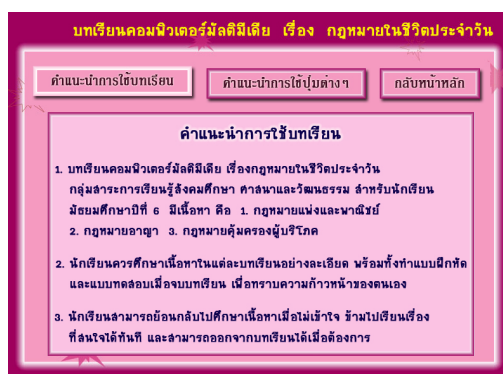 บทเรียนคอมพิวเตอร์มัลติมีเดีย เรื่อง กฎหมายในชีวิตประจำวัน
คำแนะนำการใช้บทเรียน คำแนะนำการใช้ปุ่มต่างๆ กลับหน้าหลัก
คำแนะนำการใช้บทเรียน
1. บทเรียนคอมพิวเตอร์มัลติมีเดีย เรื่องกฎหมายในชีวิตประจำวัน
กลุ่มสาระการเรียนรู้สังคมศึกษา ศาสนาและวัฒนธรรม สำหรับนักเรียน
มัธยมศึกษาปีที่ 6 มีเนื้อหา คือ 1. กฎหมายแพ่งและพาณิชย์
2. กฎหมายอาญา 3. กฎหมายคุ้มครองผู้บริโภค
2. นักเรียนควรศึกษาเนื้อหาในแต่ละบทเรียนอย่างละเอียด พร้อมทั้งทำแบบฝึกหัด
และแบบทดสอบเมื่อจบบทเรียน เพื่อทราบความก้าวหน้าของตนเอง
3. นักเรียนสามารถย้อนกลับไปศึกษาเนื้อหาเมื่อไม่เข้าใจ ข้ามไปเรียนเรื่อง
ที่สนใจได้ทันที และสามารถออกจากบทเรียนได้เมื่อต้องการ